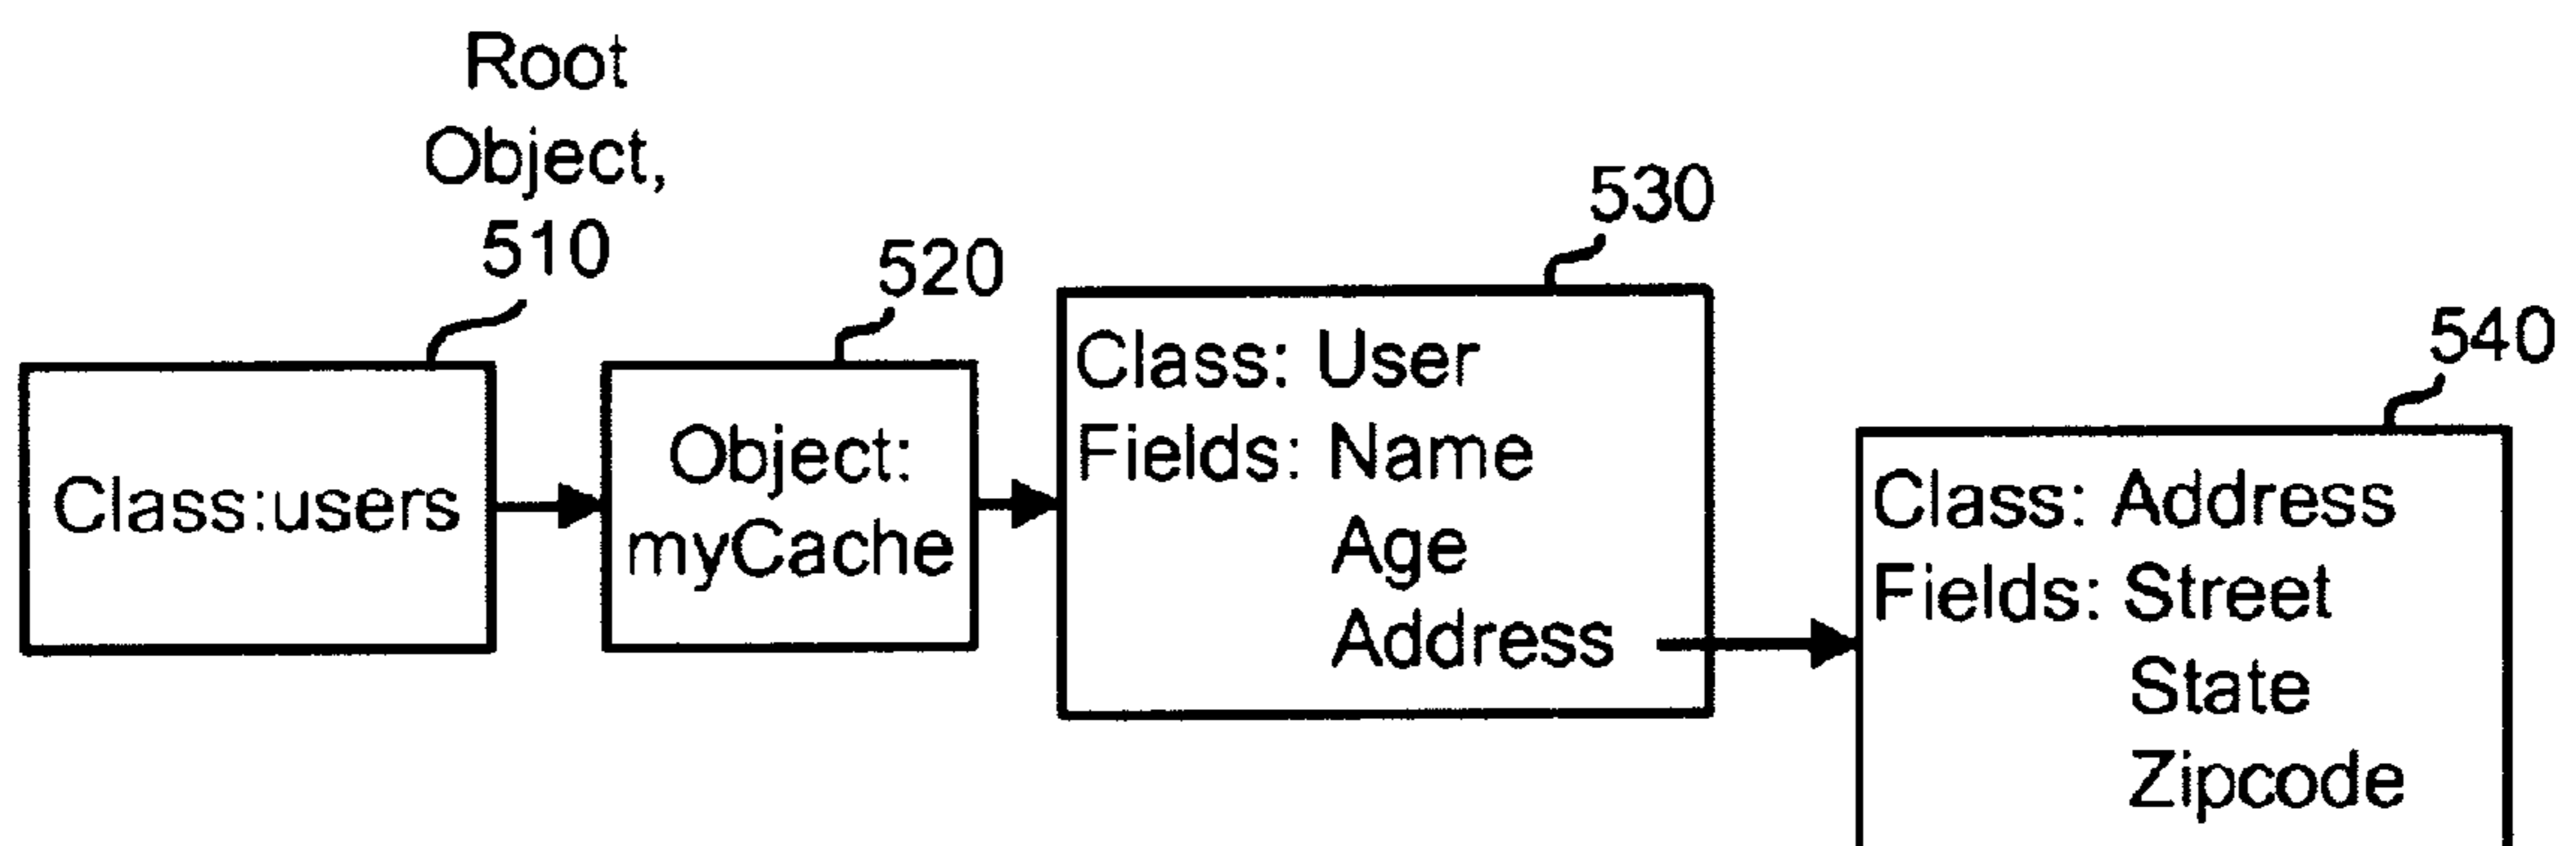 Root
Object,
510
Class:users
520
Object:
myCache
530
Class: User
Fields: Name
Age
Address
540
Class: Address
Fields: Street
State
Zipcode